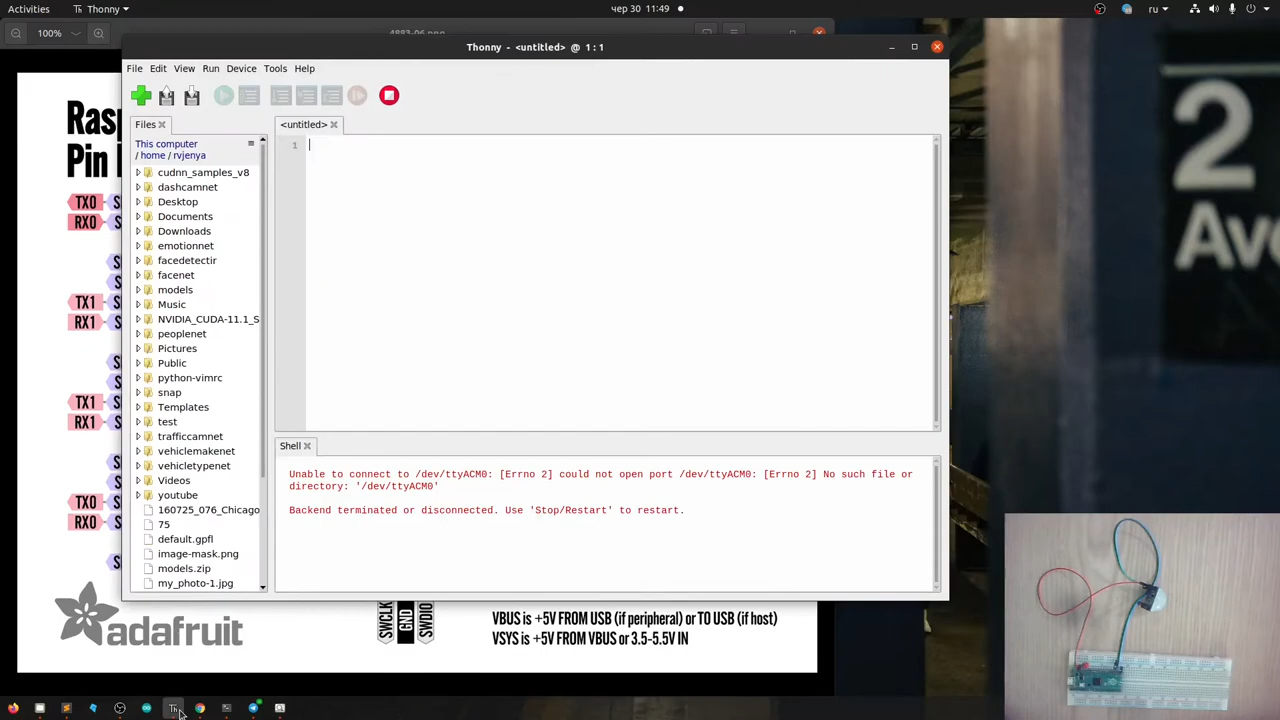 Activities
Thonny
чер 30 11:49
ru
100%
4883-06.png
Thonny - <untitled> @ 1 : 1
File Edit View Run Device Tools Help
Files
<untitled>
This computer
/ home / rvjenya
1
cudnn_samples_v8
dashcamnet
Desktop
Documents
Downloads
emotionnet
facedetectir
facenet
models
Music
NVIDIA_CUDA-11.1_S
peoplenet
Pictures
Public
python-vimrc
snap
Templates
test
trafficcamnet
vehiclemakenet
vehicletypenet
Videos
youtube
160725_076_Chicago
75
default.gpfl
image-mask.png
models.zip
my_photo-1.jpg
Shell
Unable to connect to /dev/ttyACM0: [Errno 2] could not open port /dev/ttyACM0: [Errno 2] No such file or
directory: '/dev/ttyACM0'
Backend terminated or disconnected. Use 'Stop/Restart' to restart.
Rasp
Pin
TX0
RX0
TX1
RX1
TX1
RX1
TX0
RX0
adafruit
SWCLK
GND
SWDIO
VBUS is +5V FROM USB (if peripheral) or TO USB (if host)
VSYS is +5V FROM VBUS or 3.5-5.5V IN
2
Ave